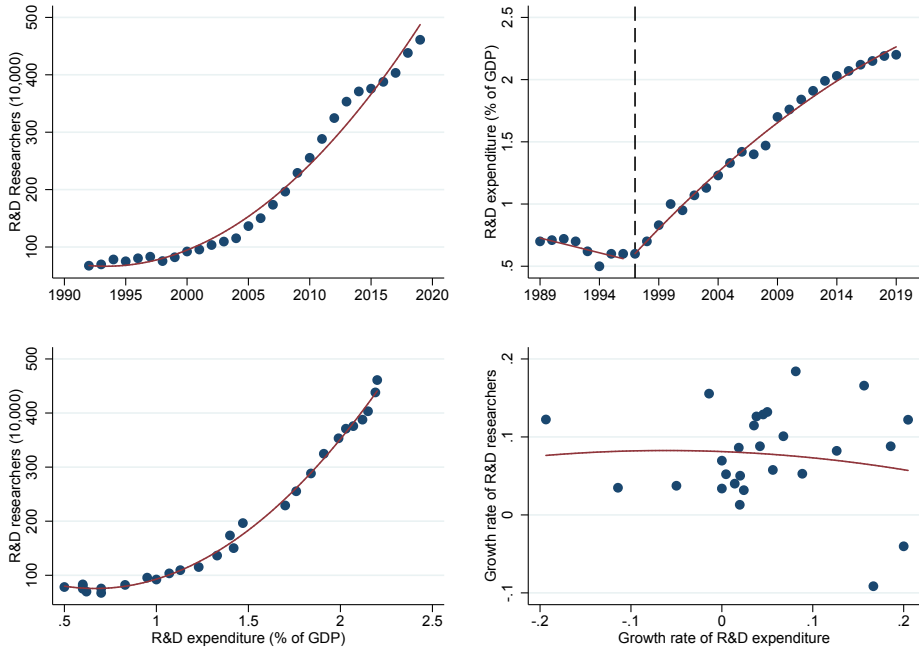 R&D Researchers (10,000)
500
400
300
200
100
1990 1995 2000 2005 2010 2015 2020
R&D expenditure (% of GDP)
2.5
2
1.5
1
.5
1989 1994 1999 2004 2009 2014 2019
R&D researchers (10,000)
500
400
300
200
100
.5 1 1.5 2 2.5
R&D expenditure (% of GDP)
Growth rate of R&D researchers
.2
.1
0
-.1
-.2 -.1 0 .1 .2
Growth rate of R&D expenditure